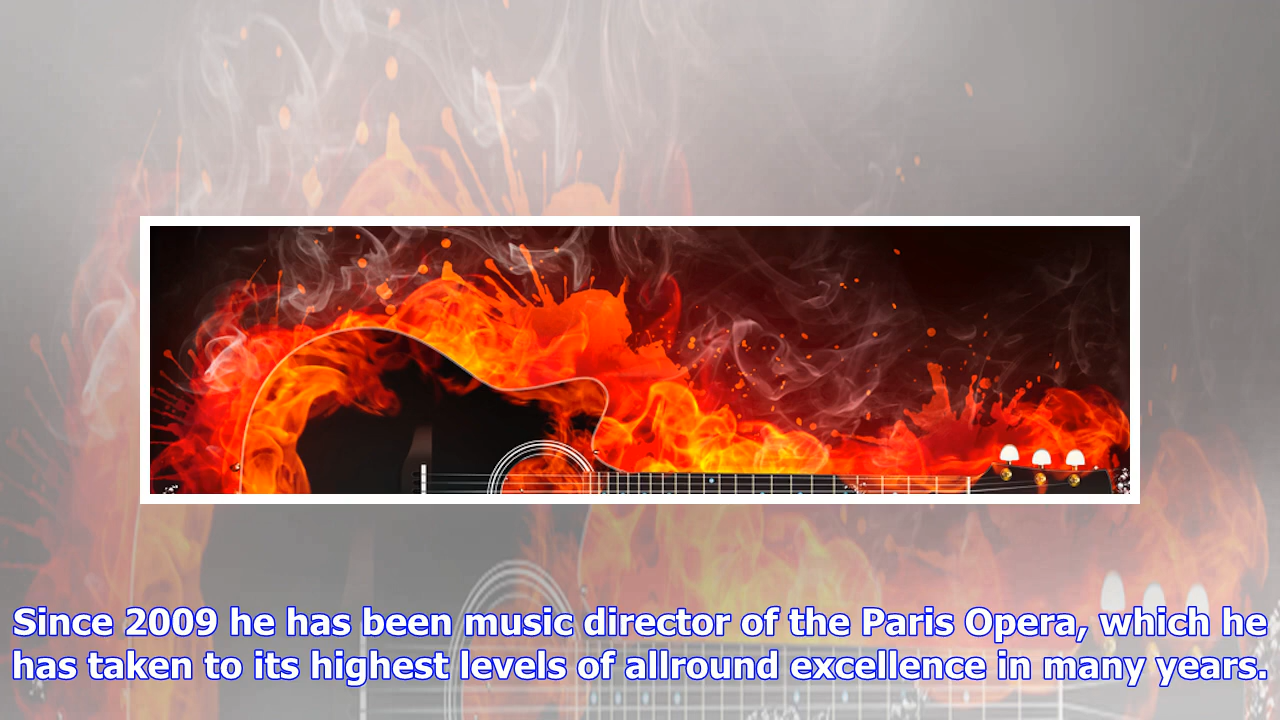 Since 2009 he has been music director of the Paris Opera, which he
has taken to its highest levels of allround excellence in many years.